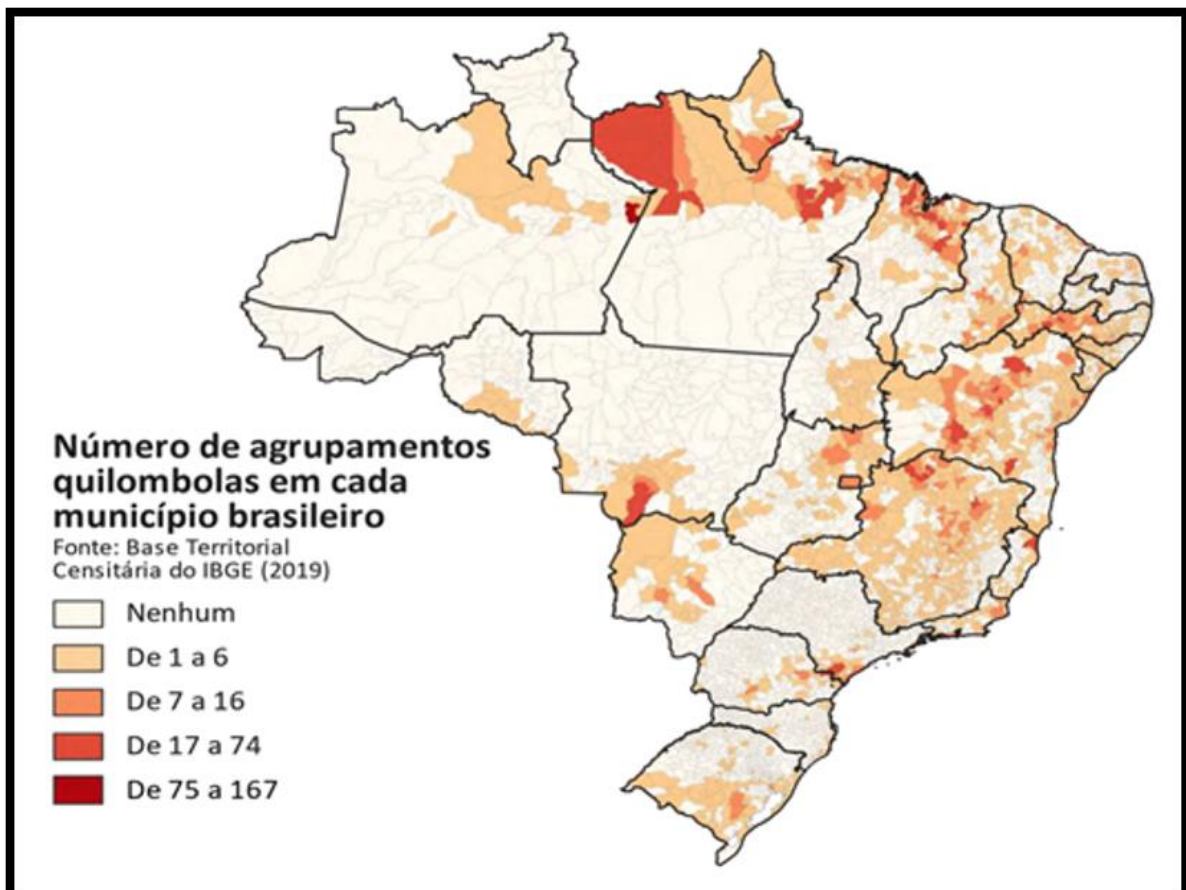 Número de agrupamentos
quilombolas em cada
município brasileiro
Fonte: Base Territorial
Censitária do IBGE (2019)
Nenhum
De 1 a 6
De 7 a 16
De 17 a 74
De 75 a 167